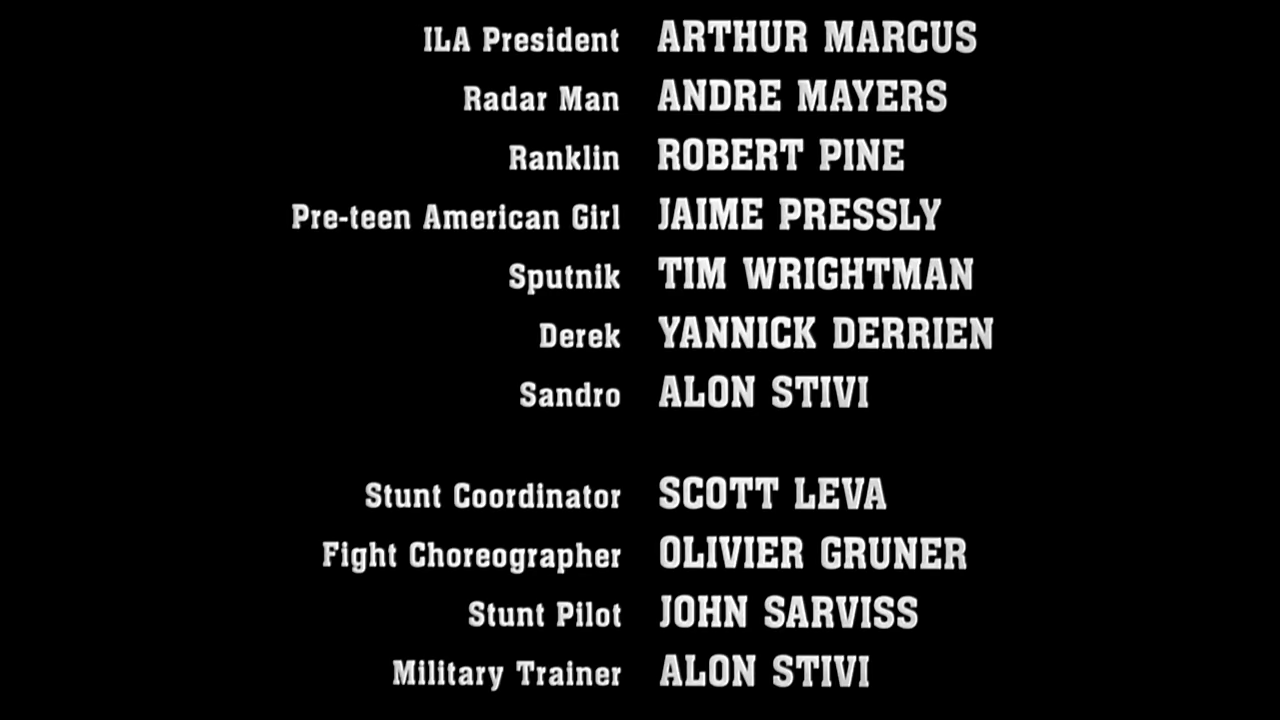 ILA President ARTHUR MARCUS
Radar Man ANDRE MAYERS
Ranklin ROBERT PINE
Pre-teen American Girl JAIME PRESSLY
Sputnik TIM WRIGHTMAN
Derek YANNICK DERRIEN
Sandro ALON STIVI
Stunt Coordinator SCOTT LEVA
Fight Choreographer OLIVIER GRUNER
Stunt Pilot JOHN SARVISS
Military Trainer ALON STIVI